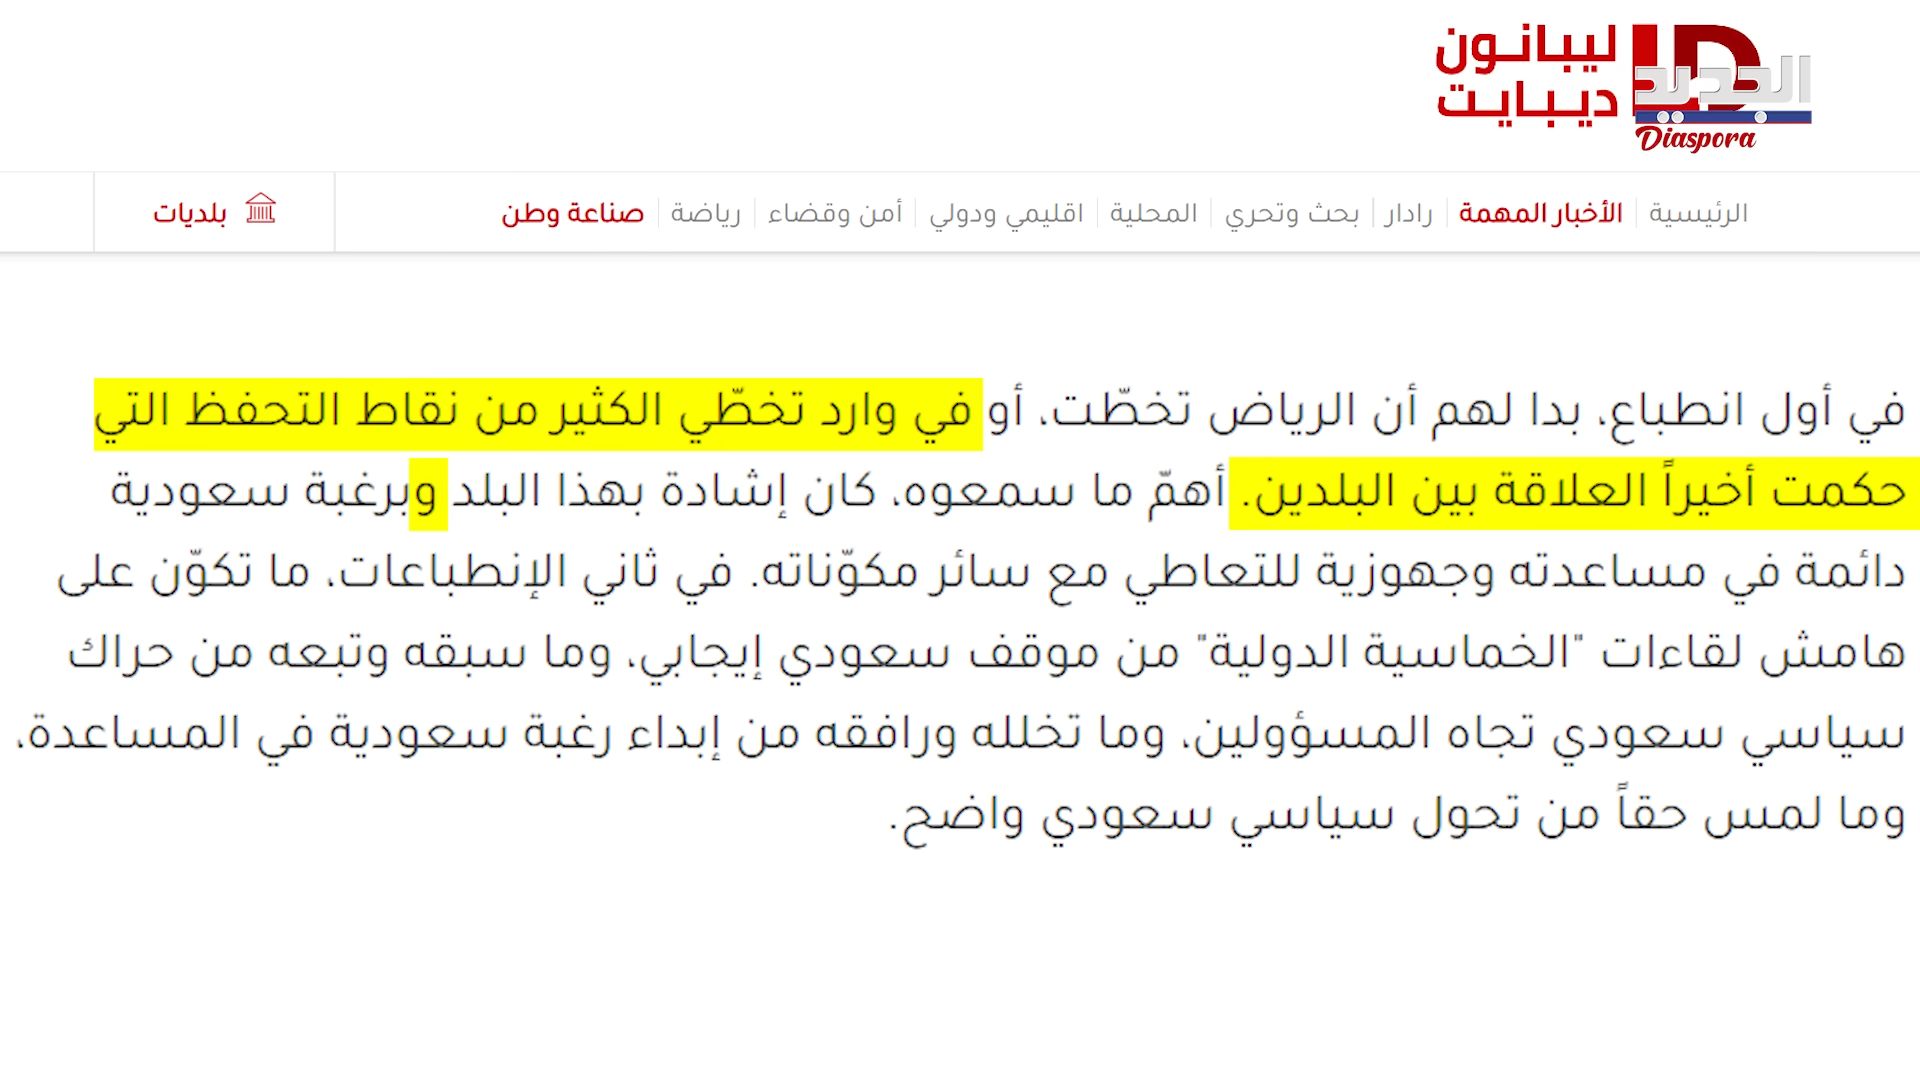 ليبانون
ديبايت
LD
الجديد
Diaspora
الرئيسية | الأخبار المهمة | رادار | بحث وتحري | المحلية | اقليمي ودولي | أمن وقضاء | رياضة | صناعة وطن
بلديات
في أول انطباع، بدا لهم أن الرياض تخطّت، أو في وارد تخطّي الكثير من نقاط التحفظ التي
حكمت أخيراً العلاقة بين البلدين. أهمّ ما سمعوه، كان إشادة بهذا البلد وبرغبة سعودية
دائمة في مساعدته وجهوزية للتعاطي مع سائر مكوّناته. في ثاني الإنطباعات، ما تكوّن على
هامش لقاءات "الخماسية الدولية" من موقف سعودي إيجابي، وما سبقه وتبعه من حراك
سياسي سعودي تجاه المسؤولين، وما تخلله ورافقه من إبداء رغبة سعودية في المساعدة،
وما لمس حقاً من تحول سياسي سعودي واضح.